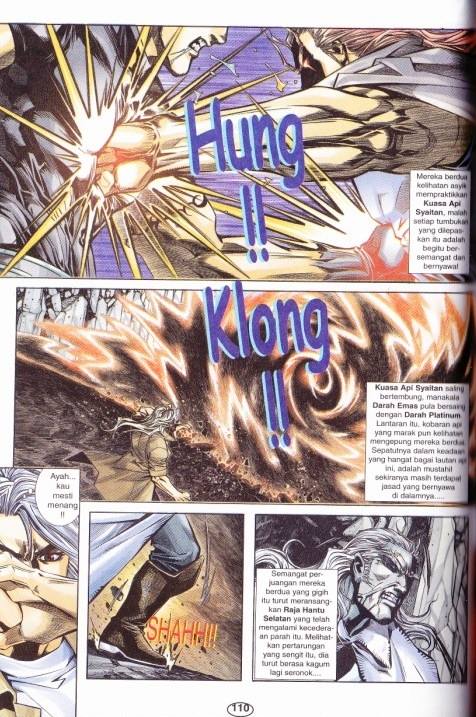 Hung
!!
Mereka berdua
kelihatan asyik
mempraktikkan
Kuasa Api
Syaitan, malah
setiap tumbukan
yang dilepas-
kan itu adalah
begitu ber-
semangat dan
bernyawa!
Klong
!!
Kuasa Api Syaitan saling
bertembung, manakala
Darah Emas pula bersaing
dengan Darah Platinum.
Lantaran itu, kobaran api
yang marak pun kelihatan
mengepung mereka berdua.
Sepatutnya dalam keadaan
yang hangat bagai lautan api
ini, adalah mustahil
sekiranya masih terdapat
jasad yang bernyawa
di dalamnya.....
Ayah...
kau
mesti
menang
!!
SHAHH!!
Semangat per-
juangan mereka
berdua yang gigih
itu turut meransang-
kan Raja Hantu
Selatan yang telah
mengalami kecedera-
an parah itu. Melihat-
kan pertarungan
yang sengit itu, dia
turut berasa kagum
lagi seronok....
110